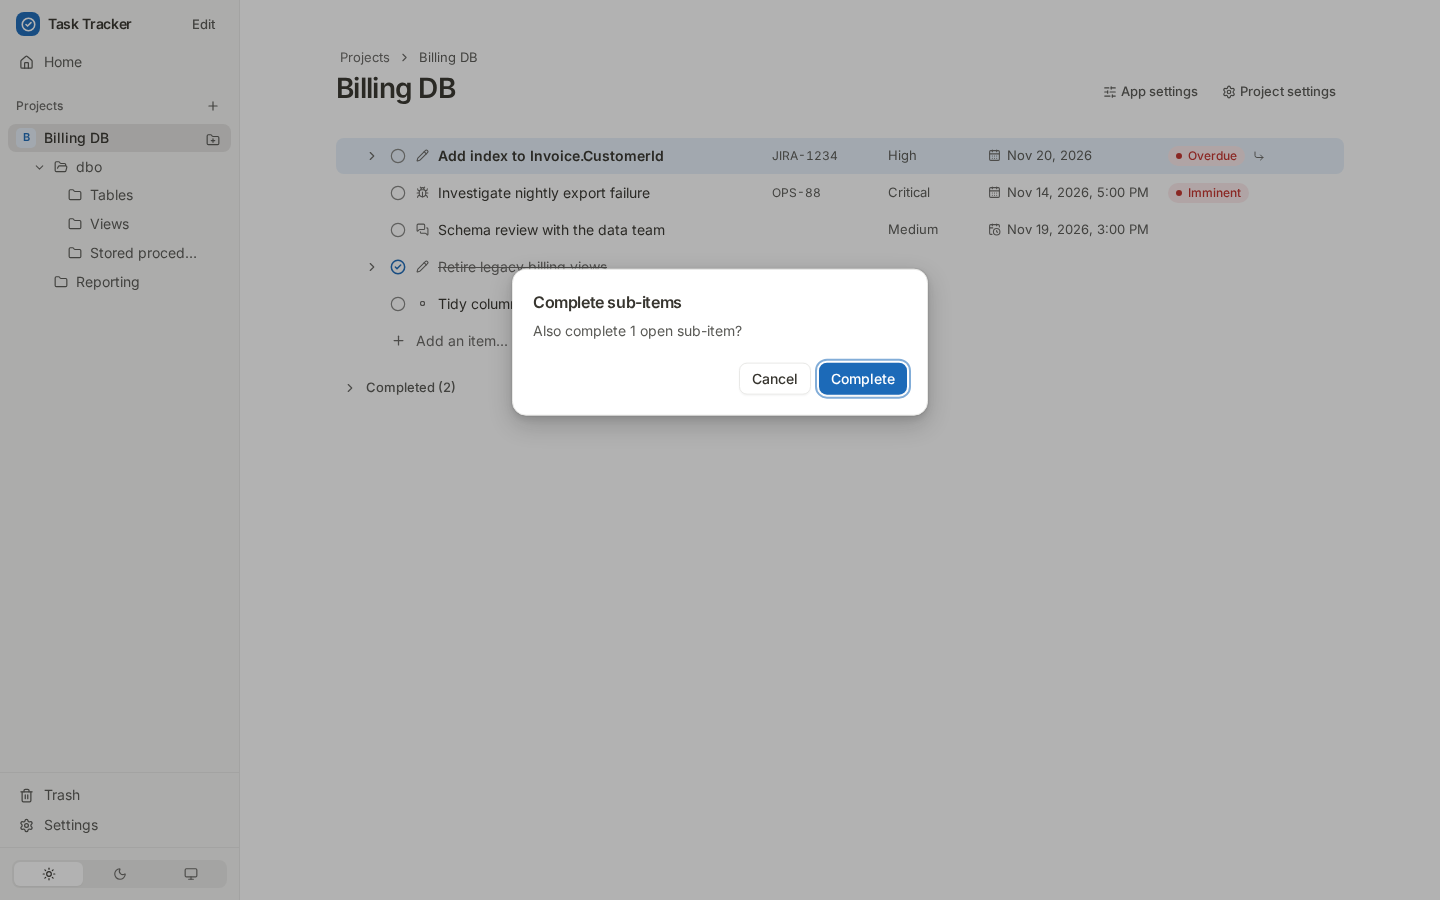 Task Tracker
Edit
Home
Projects
B Billing DB
dbo
Tables
Views
Stored proced...
Reporting
Trash
Settings
Projects > Billing DB
Billing DB
App settings
Project settings
Add index to Invoice.CustomerId JIRA-1234 High Nov 20, 2026 Overdue
Investigate nightly export failure OPS-88 Critical Nov 14, 2026, 5:00 PM Imminent
Schema review with the data team Medium Nov 19, 2026, 3:00 PM
Retire legacy billing views
Tidy
Add an item...
Completed (2)
Complete sub-items
Also complete 1 open sub-item?
Cancel
Complete